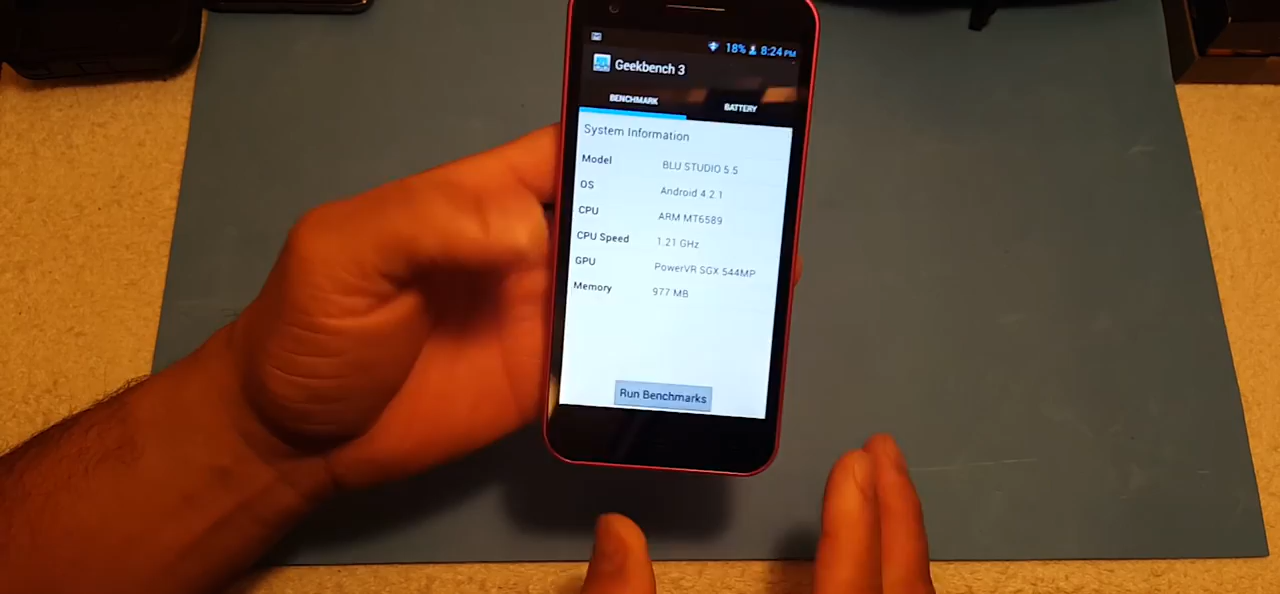 18% 8:24 PM
Geekbench 3
BENCHMARK BATTERY
System Information
Model BLU STUDIO 5.5
OS Android 4.2.1
CPU ARM MT6589
CPU Speed 1.21 GHz
GPU PowerVR SGX 544MP
Memory 977 MB
Run Benchmarks